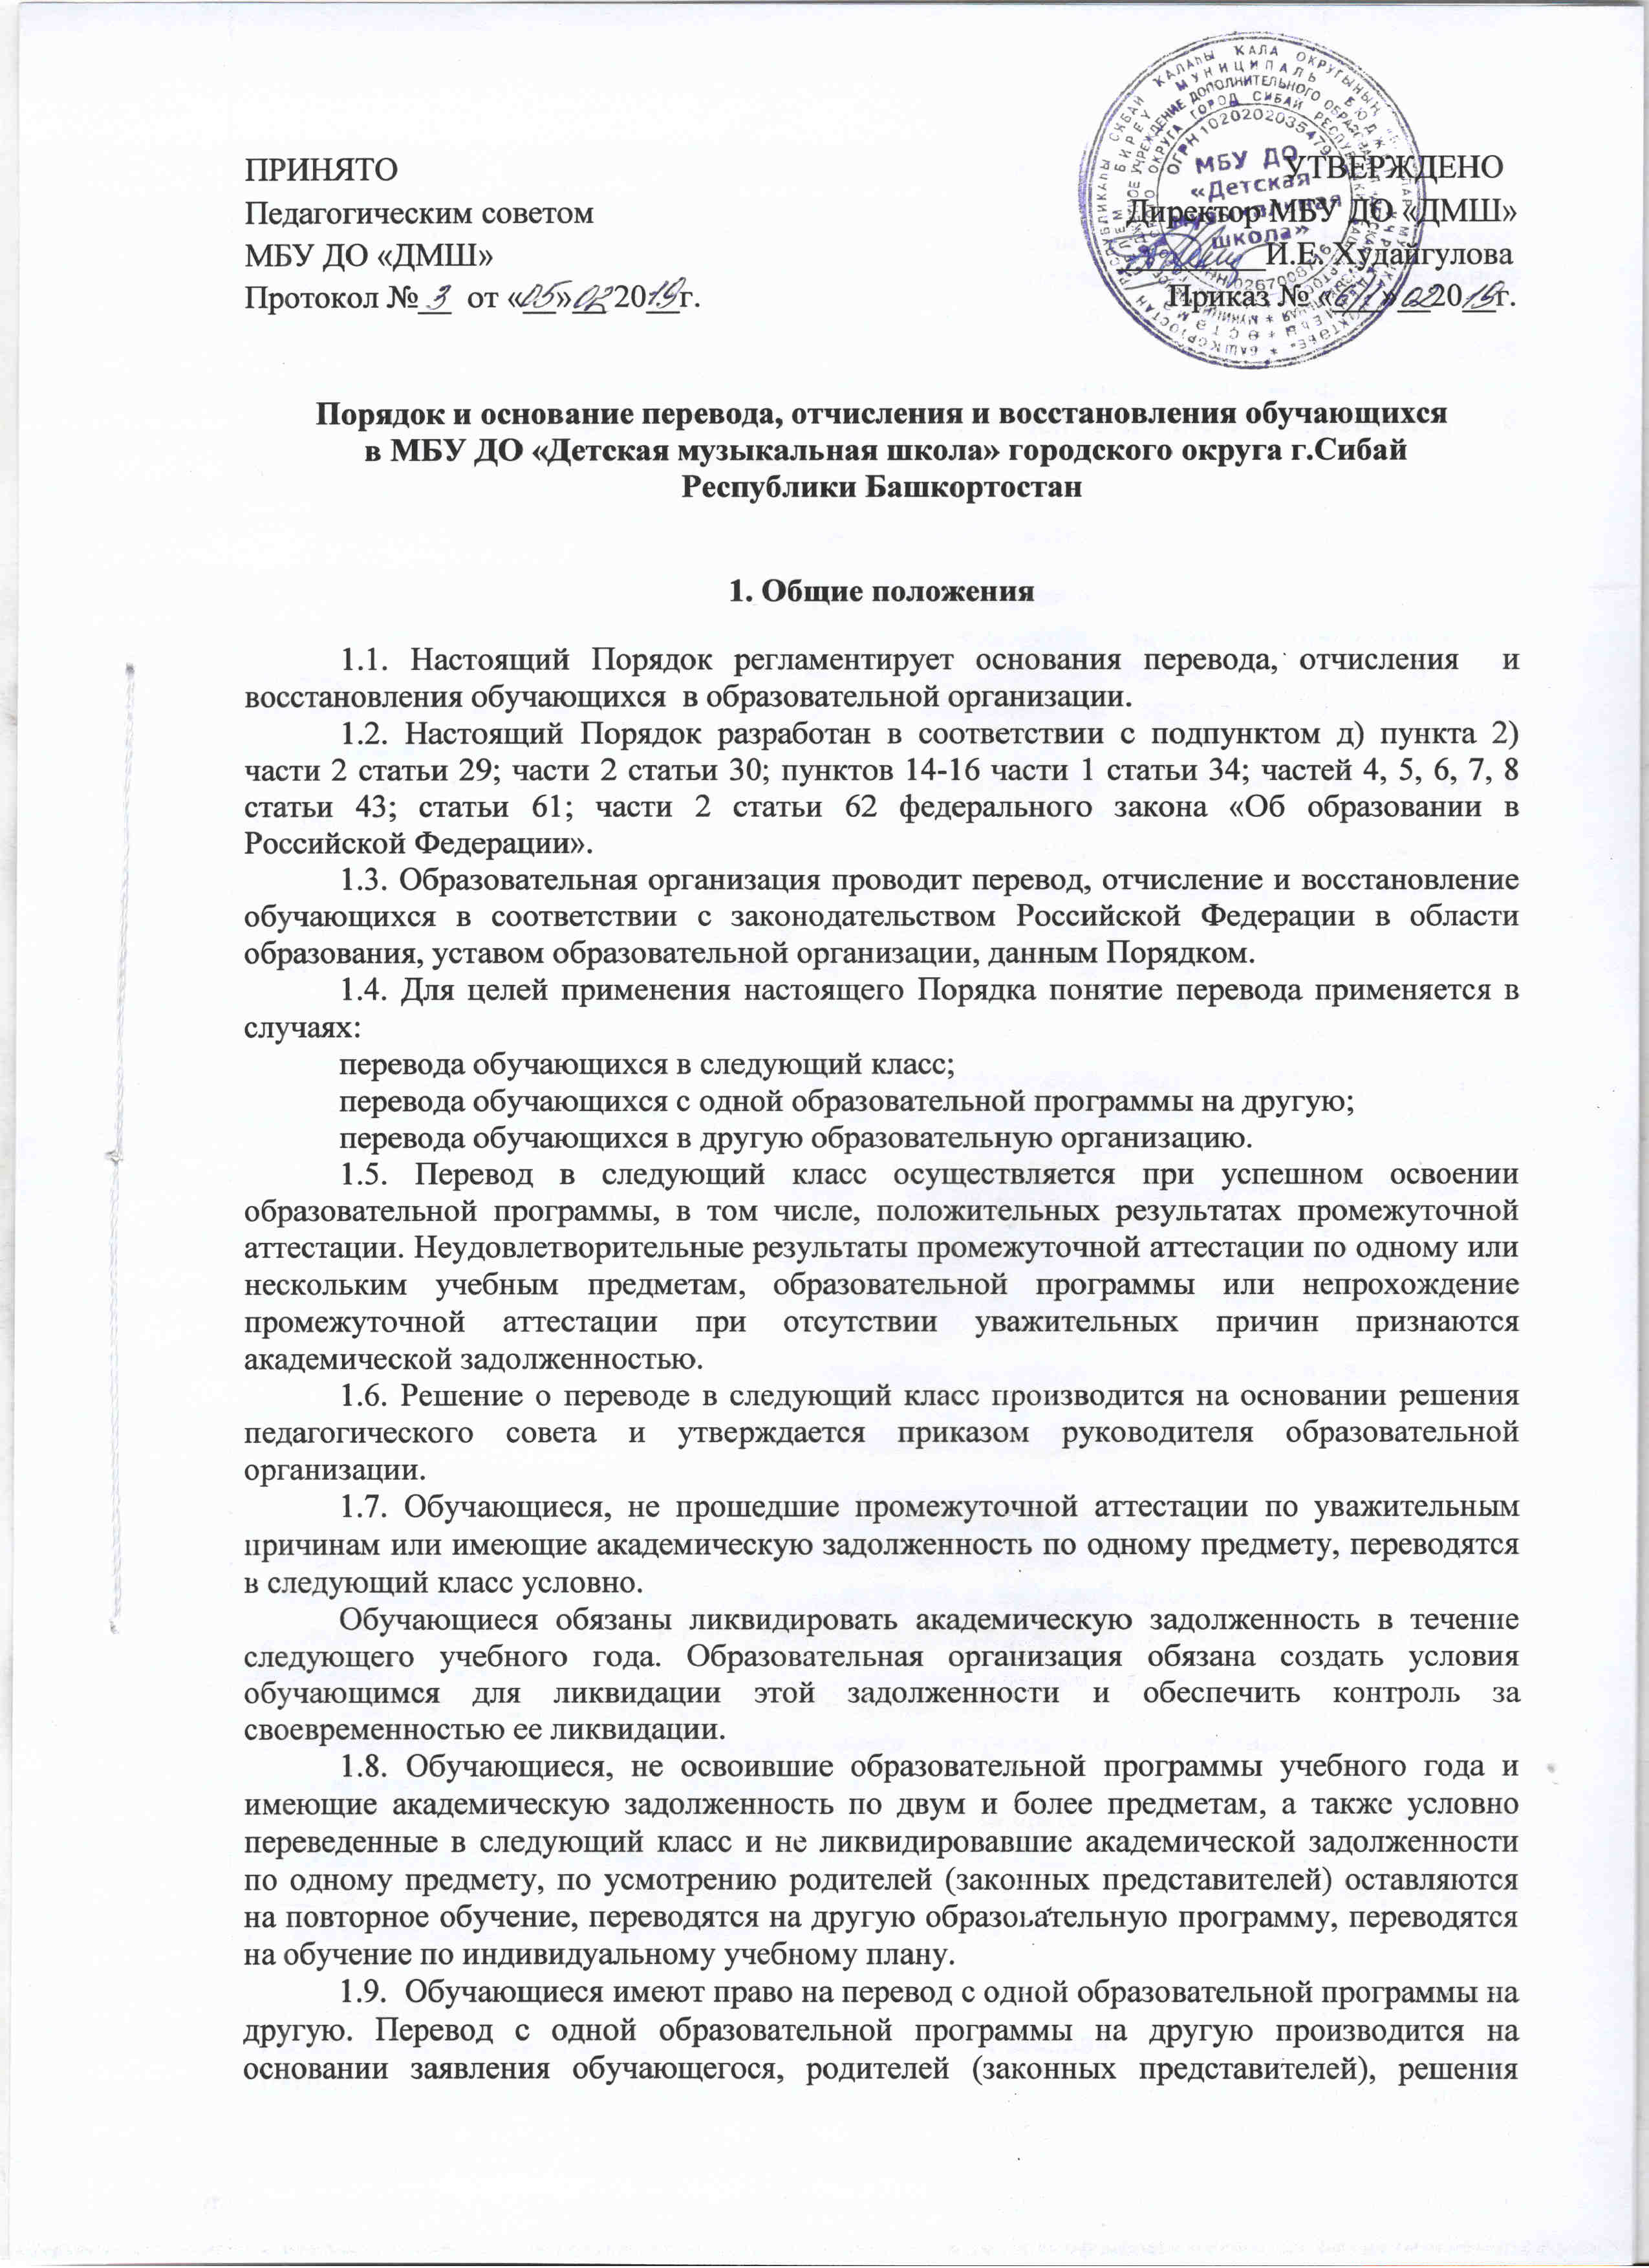 ПРИНЯТО
Педагогическим советом
МБУ ДО «ДМШ»
Протокол № 3 от «05» 02 2019г.
УТВЕРЖДЕНО
Директор МБУ ДО «ДМШ»
И.Е. Худайгулова
Приказ № » 02 2019г.
ОГРН 1020202035479
МБУ ДО
«Детская
музыкальная
школа»
Порядок и основание перевода, отчисления и восстановления обучающихся
в МБУ ДО «Детская музыкальная школа» городского округа г.Сибай
Республики Башкортостан
1. Общие положения
1.1. Настоящий Порядок регламентирует основания перевода, отчисления и
восстановления обучающихся в образовательной организации.
1.2. Настоящий Порядок разработан в соответствии с подпунктом д) пункта 2)
части 2 статьи 29; части 2 статьи 30; пунктов 14-16 части 1 статьи 34; частей 4, 5, 6, 7, 8
статьи 43; статьи 61; части 2 статьи 62 федерального закона «Об образовании в
Российской Федерации».
1.3. Образовательная организация проводит перевод, отчисление и восстановление
обучающихся в соответствии с законодательством Российской Федерации в области
образования, уставом образовательной организации, данным Порядком.
1.4. Для целей применения настоящего Порядка понятие перевода применяется в
случаях:
перевода обучающихся в следующий класс;
перевода обучающихся с одной образовательной программы на другую;
перевода обучающихся в другую образовательную организацию.
1.5. Перевод в следующий класс осуществляется при успешном освоении
образовательной программы, в том числе, положительных результатах промежуточной
аттестации. Неудовлетворительные результаты промежуточной аттестации по одному или
нескольким учебным предметам, образовательной программы или непрохождение
промежуточной аттестации при отсутствии уважительных причин признаются
академической задолженностью.
1.6. Решение о переводе в следующий класс производится на основании решения
педагогического совета и утверждается приказом руководителя образовательной
организации.
1.7. Обучающиеся, не прошедшие промежуточной аттестации по уважительным
причинам или имеющие академическую задолженность по одному предмету, переводятся
в следующий класс условно.
Обучающиеся обязаны ликвидировать академическую задолженность в течение
следующего учебного года. Образовательная организация обязана создать условия
обучающимся для ликвидации этой задолженности и обеспечить контроль за
своевременностью ее ликвидации.
1.8. Обучающиеся, не освоившие образовательной программы учебного года и
имеющие академическую задолженность по двум и более предметам, а также условно
переведенные в следующий класс и не ликвидировавшие академической задолженности
по одному предмету, по усмотрению родителей (законных представителей) оставляются
на повторное обучение, переводятся на другую образовательную программу, переводятся
на обучение по индивидуальному учебному плану.
1.9. Обучающиеся имеют право на перевод с одной образовательной программы на
другую. Перевод с одной образовательной программы на другую производится на
основании заявления обучающегося, родителей (законных представителей), решения